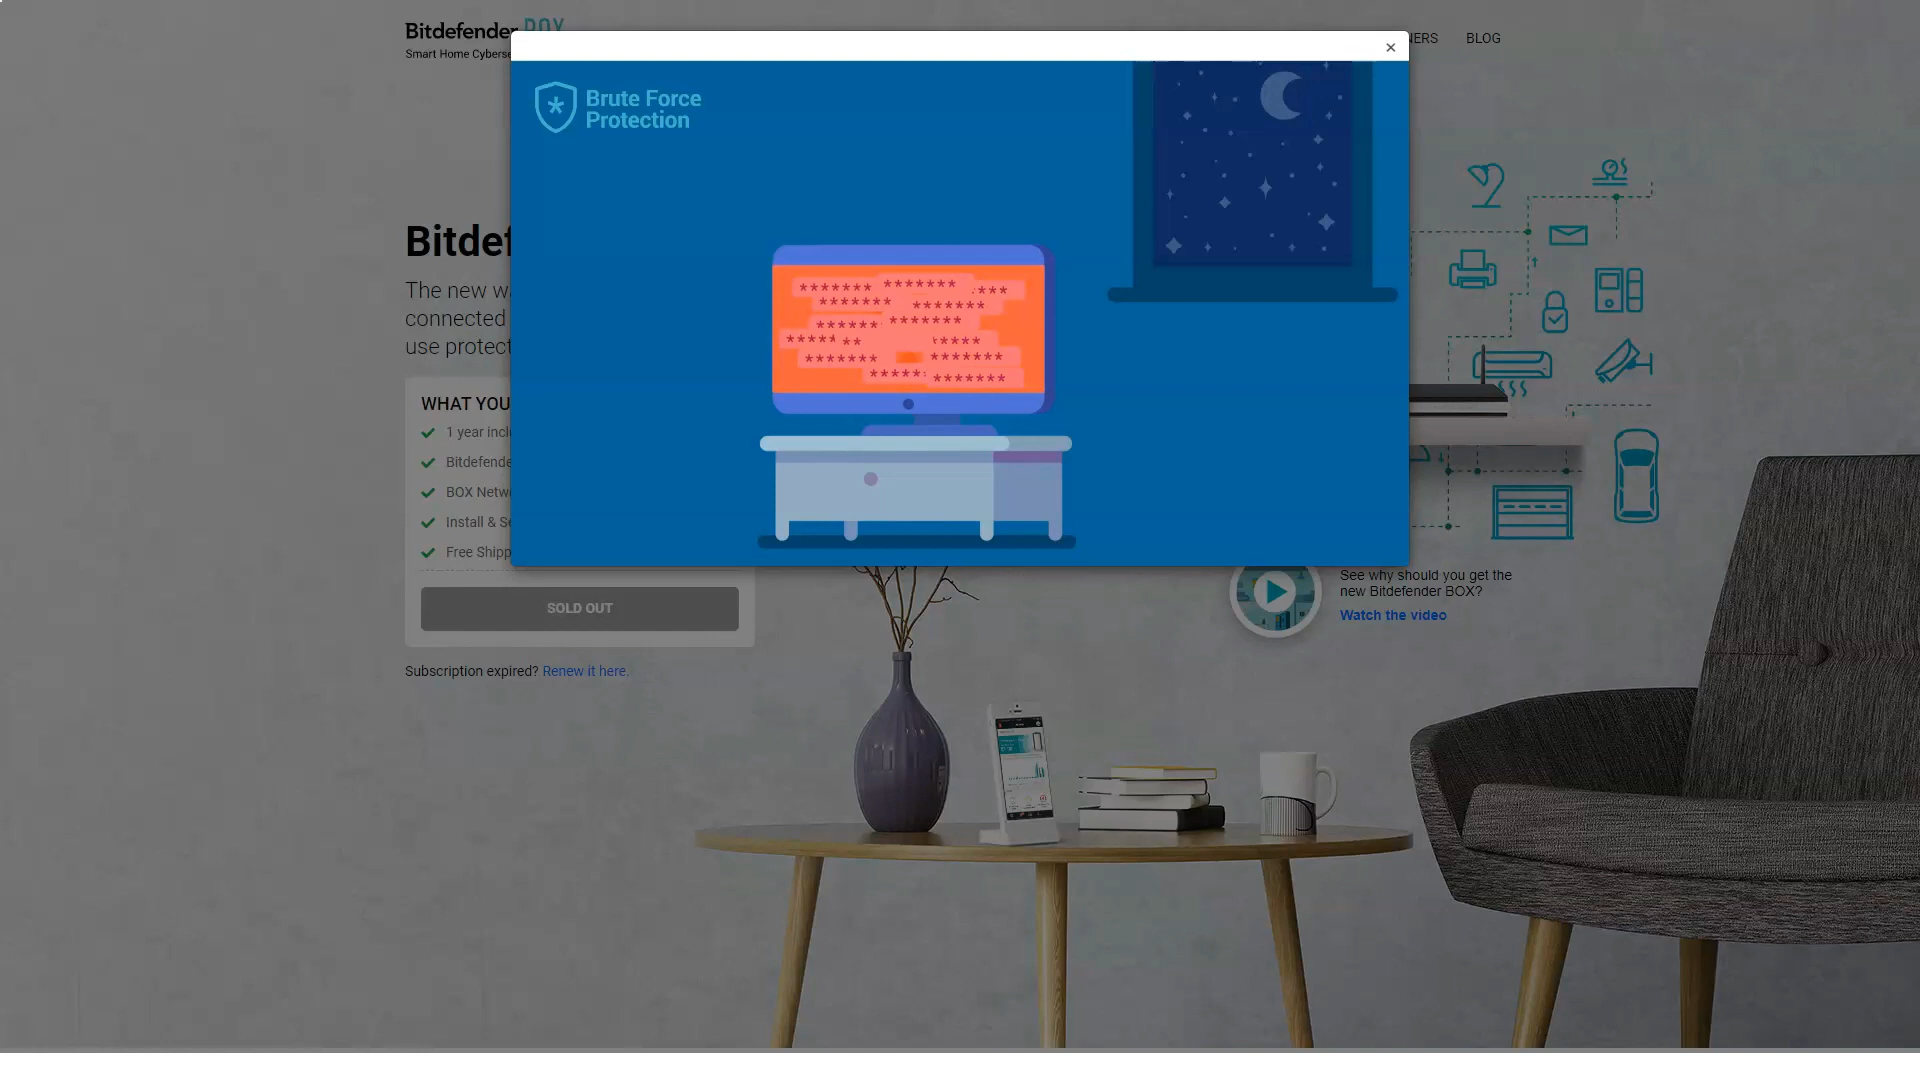 Bitdefender BOX
Smart Home Cyberse
NERS
BLOG
×
Brute Force
Protection
Bitdef
The new w
connected
use protect
WHAT YOU
1 year incl
Bitdefende
BOX Netw
Install & Se
Free Shipp
SOLD OUT
Subscription expired? Renew it here.
*******
*******
****
*******
*******
******
*******
*****
**
*****
*******
*******
*****
*******
See why should you get the
new Bitdefender BOX?
Watch the video